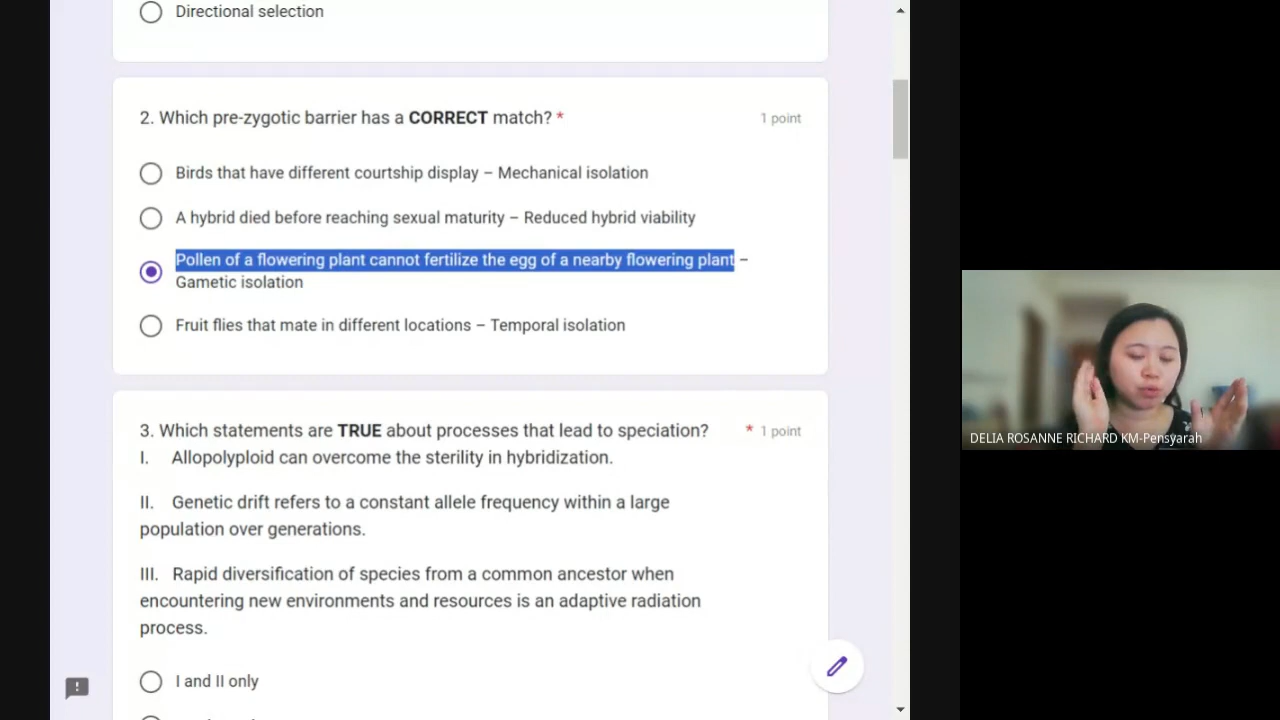 Directional selection
2. Which pre-zygotic barrier has a CORRECT match? *
1 point
Birds that have different courtship display – Mechanical isolation
A hybrid died before reaching sexual maturity – Reduced hybrid viability
Pollen of a flowering plant cannot fertilize the egg of a nearby flowering plant –
Gametic isolation
Fruit flies that mate in different locations – Temporal isolation
3. Which statements are TRUE about processes that lead to speciation?
* 1 point
I. Allopolyploid can overcome the sterility in hybridization.
II. Genetic drift refers to a constant allele frequency within a large
population over generations.
III. Rapid diversification of species from a common ancestor when
encountering new environments and resources is an adaptive radiation
process.
I and II only
DELIA ROSANNE RICHARD KM-Pensyarah